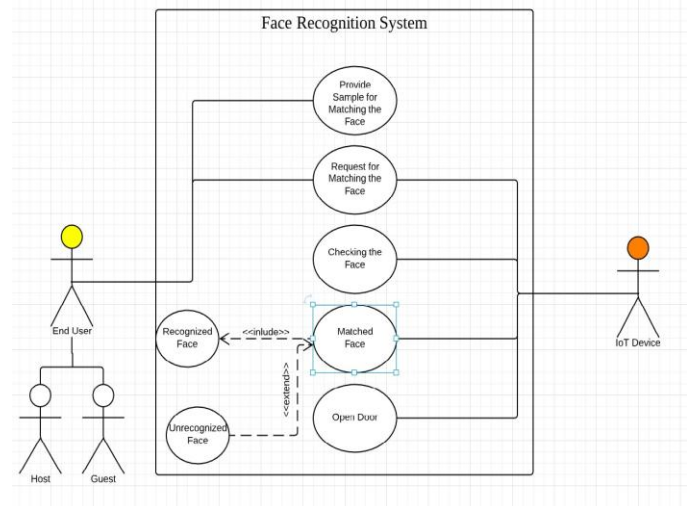 Face Recognition System
Provide
Sample for
Matching the
Face
Request for
Matching the
Face
Checking the
Face
End User
IoT Device
Recognized
Face
<<inlude>>
Matched
Face
<<extend>>
Unrecognized
Face
Open Door
Host
Guest